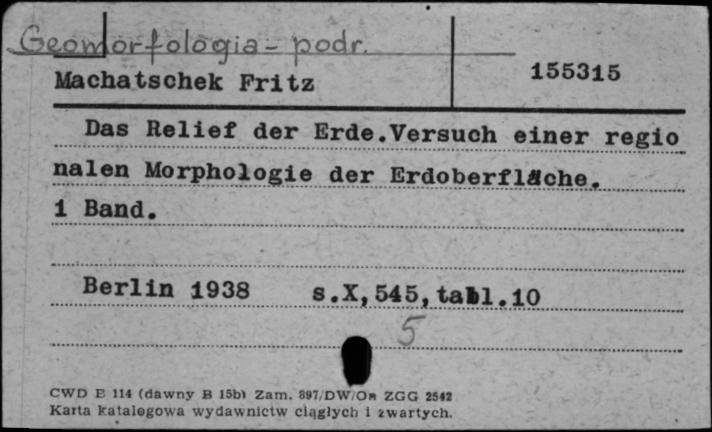 Geomorfologia - podr.
Machatschek Fritz
155315
Das Relief der Erde.Versuch einer regio
nalen Morphologie der Erdoberfläche.
1 Band.
Berlin 1938 s.X,545,tabl.10
5
CWD E 114 (dawny B 15b) Zam. 897/DW/On ZGG 2542
Karta katalogowa wydawnictw ciągłych i zwartych.